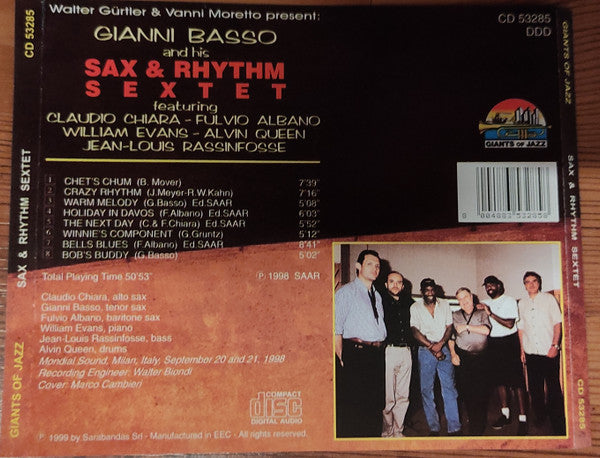 Walter Gürtler & Vanni Moretto present:
GIANNI BASSO
and his
SAX & RHYTHM
SEXTET
featuring
CLAUDIO CHIARA - FULVIO ALBANO
WILLIAM EVANS - ALVIN QUEEN
JEAN-LOUIS RASSINFOSSE
CD 53285
DDD
GIANTS OF JAZZ
1 CHET'S CHUM (B. Mover) 7'39"
2 CRAZY RHYTHM (J.Meyer-R.W.Kahn) 7'16"
3 WARM MELODY (G.Basso) Ed.SAAR 5'08"
4 HOLIDAY IN DAVOS (F.Albano) Ed.SAAR 6'03"
5 THE NEXT DAY (C.& F.Chiara) Ed.SAAR 5'52"
6 WINNIE'S COMPONENT (G.Gruntz) 5'12"
7 BELLS BLUES (F.Albano) Ed.SAAR 8'41"
8 BOB'S BUDDY (G.Basso) 5'02"
Total Playing Time 50'53" ℗ 1998 SAAR
Claudio Chiara, alto sax
Gianni Basso, tenor sax
Fulvio Albano, baritone sax
William Evans, piano
Jean-Louis Rassinfosse, bass
Alvin Queen, drums
Mondial Sound, Milan, Italy, September 20 and 21, 1998
Recording Engineer: Walter Biondi
Cover: Marco Cambieri
COMPACT
disc
DIGITAL AUDIO
℗ 1999 by Sarabandas Srl - Manufactured in EEC - All rights reserved.
CD 53285
SAX & RHYTHM SEXTET
GIANTS OF JAZZ
GIANTS OF JAZZ
SAX & RHYTHM SEXTET
CD 53285